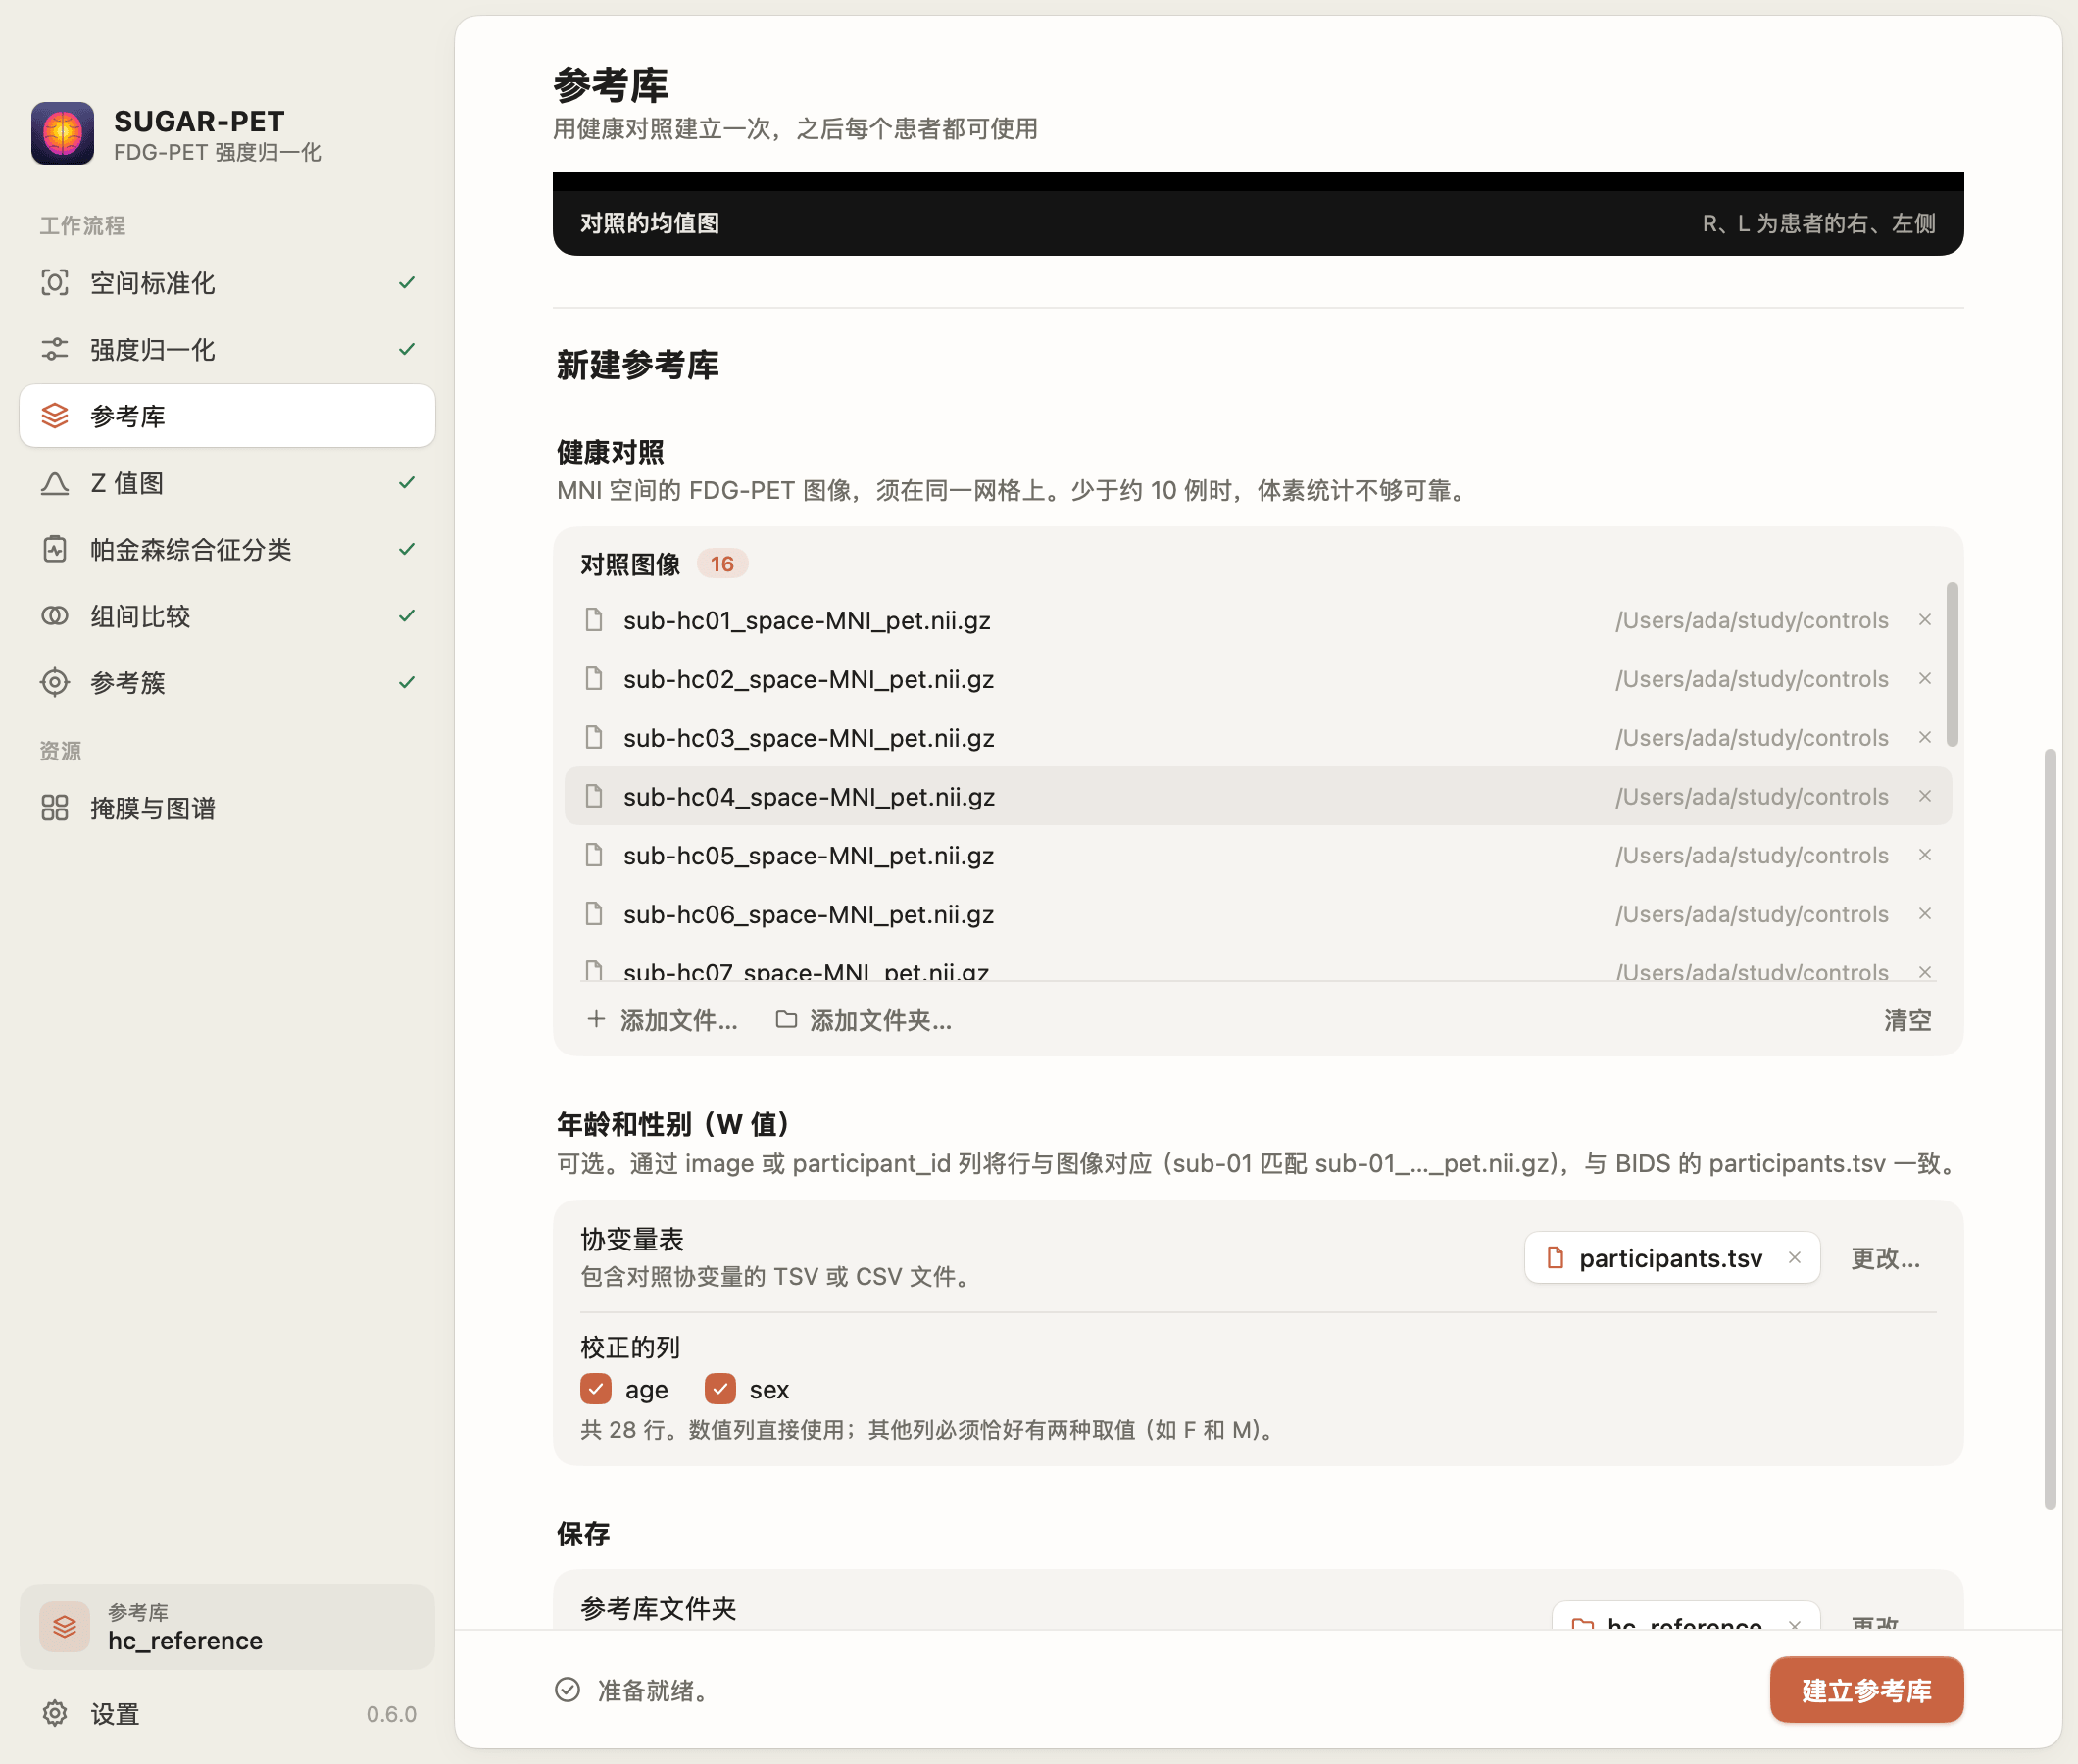 SUGAR-PET
FDG-PET 强度归一化
工作流程
空间标准化
强度归一化
参考库
Z 值图
帕金森综合征分类
组间比较
参考簇
资源
掩膜与图谱
参考库
hc_reference
设置
0.6.0
参考库
用健康对照建立一次，之后每个患者都可使用
对照的均值图
R、L 为患者的右、左侧
新建参考库
健康对照
MNI 空间的 FDG-PET 图像，须在同一网格上。少于约 10 例时，体素统计不够可靠。
对照图像 16
sub-hc01_space-MNI_pet.nii.gz /Users/ada/study/controls
sub-hc02_space-MNI_pet.nii.gz /Users/ada/study/controls
sub-hc03_space-MNI_pet.nii.gz /Users/ada/study/controls
sub-hc04_space-MNI_pet.nii.gz /Users/ada/study/controls
sub-hc05_space-MNI_pet.nii.gz /Users/ada/study/controls
sub-hc06_space-MNI_pet.nii.gz /Users/ada/study/controls
sub-hc07_space-MNI_pet.nii.gz /Users/ada/study/controls
添加文件... 添加文件夹... 清空
年龄和性别（W 值）
可选。通过 image 或 participant_id 列将行与图像对应（sub-01 匹配 sub-01_..._pet.nii.gz），与 BIDS 的 participants.tsv 一致。
协变量表
包含对照协变量的 TSV 或 CSV 文件。
participants.tsv 更改...
校正的列
age sex
共 28 行。数值列直接使用；其他列必须恰好有两种取值（如 F 和 M）。
保存
参考库文件夹
hc_reference 更改...
准备就绪。
建立参考库